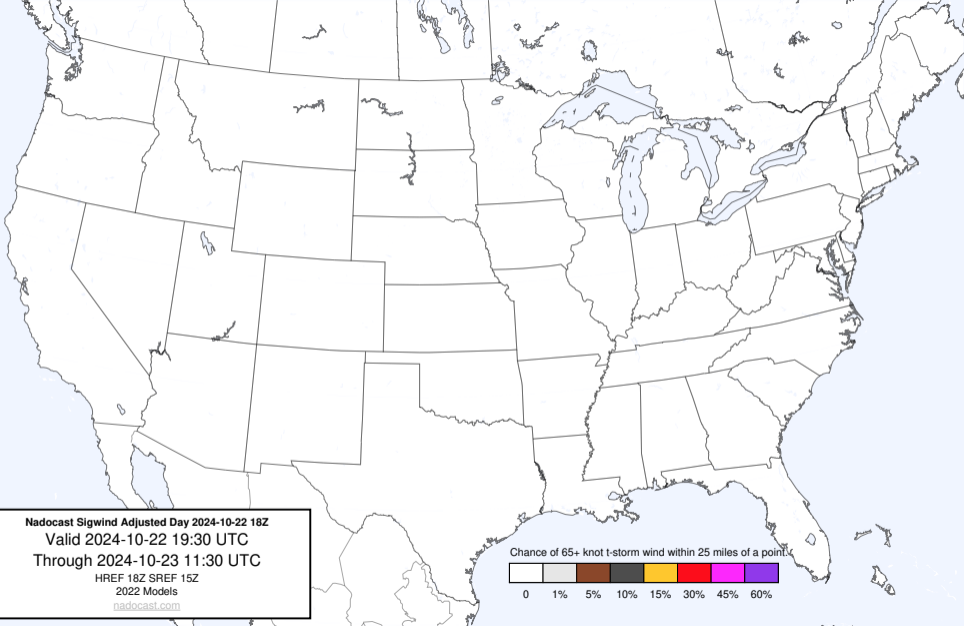 Nadocast Sigwind Adjusted Day 2024-10-22 18Z
Valid 2024-10-22 19:30 UTC
Through 2024-10-23 11:30 UTC
HREF 18Z SREF 15Z
2022 Models
nadocast.com
Chance of 65+ knot t-storm wind within 25 miles of a point.
0 1% 5% 10% 15% 30% 45% 60%